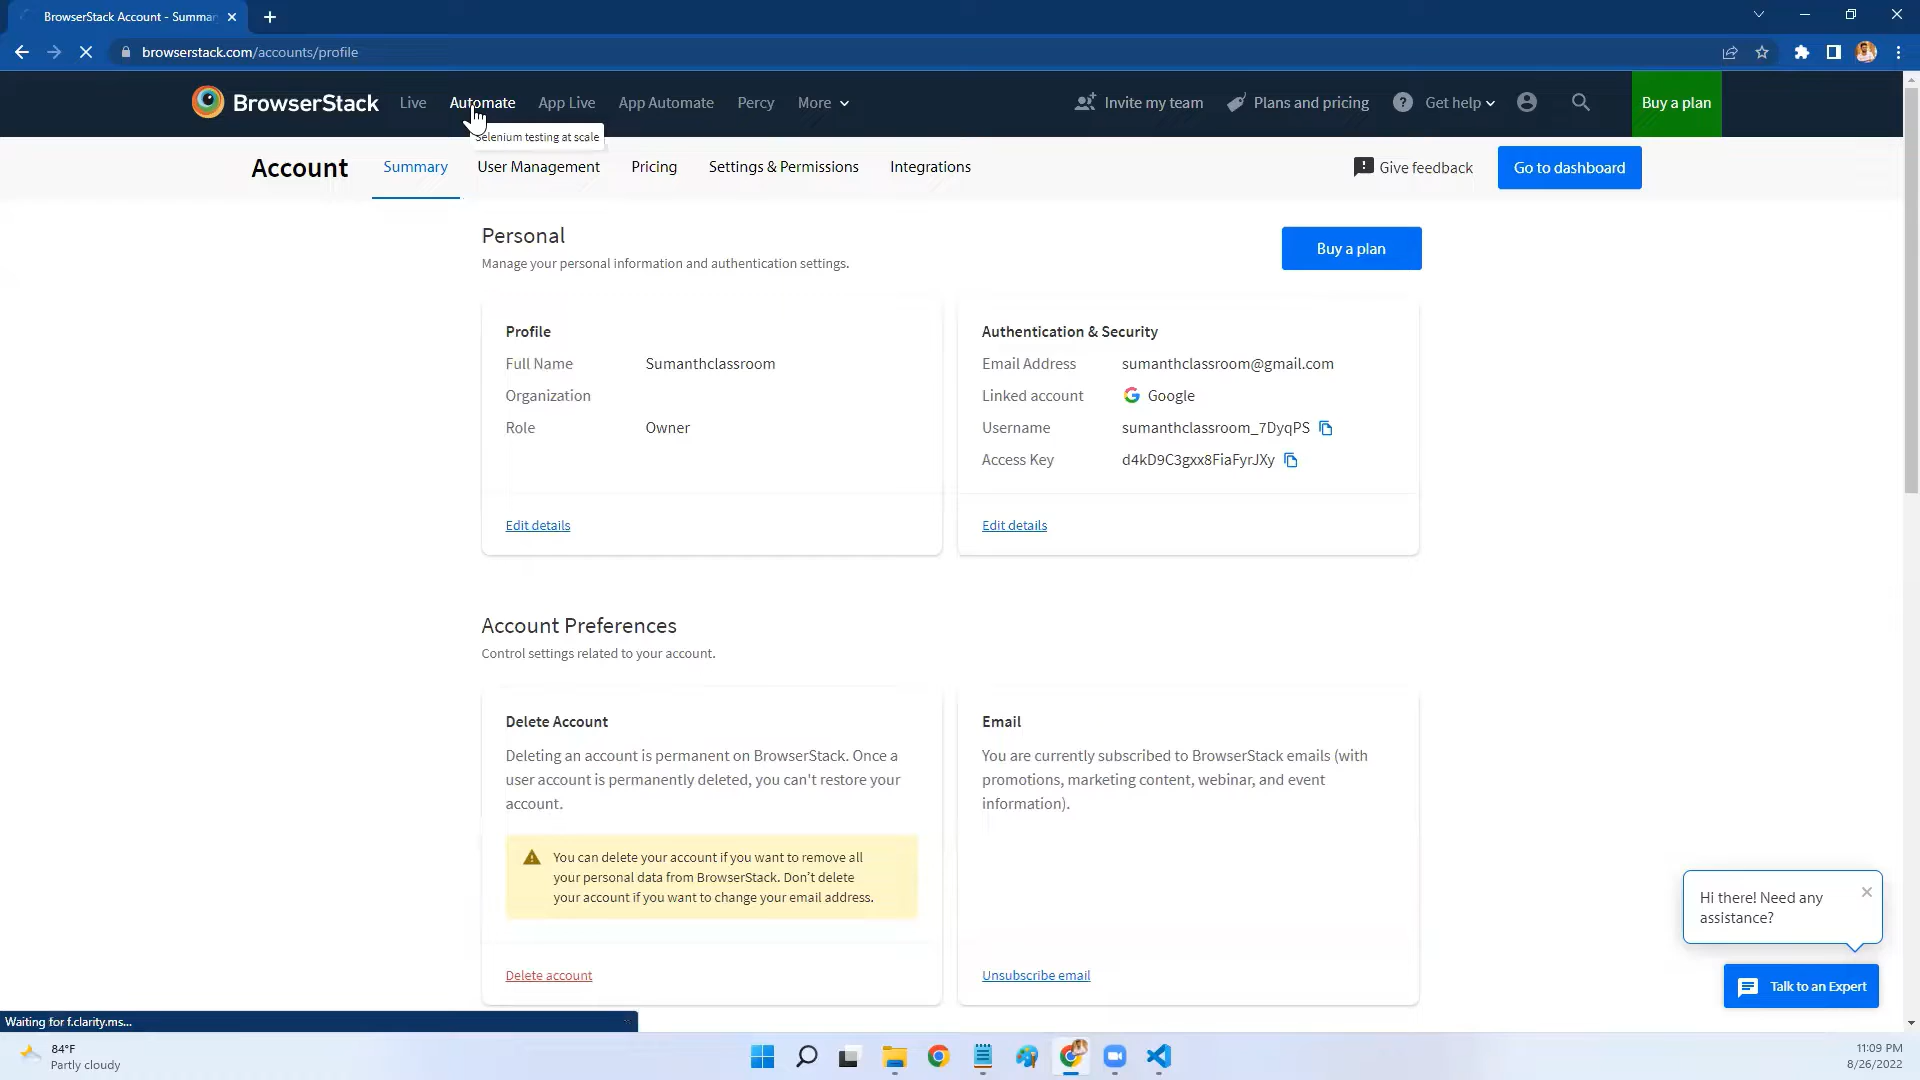 BrowserStack Account - Summar
browserstack.com/accounts/profile
BrowserStack Live Automate App Live App Automate Percy More Invite my team Plans and pricing ? Get help Buy a plan
Selenium testing at scale
Account Summary User Management Pricing Settings & Permissions Integrations Give feedback Go to dashboard
Personal
Manage your personal information and authentication settings.
Buy a plan
Profile
Full Name Sumanthclassroom
Organization
Role Owner
Edit details
Authentication & Security
Email Address sumanthclassroom@gmail.com
Linked account Google
Username sumanthclassroom_7DyqPS
Access Key d4kD9C3gxx8FiaFyrJXy
Edit details
Account Preferences
Control settings related to your account.
Delete Account
Deleting an account is permanent on BrowserStack. Once a
user account is permanently deleted, you can't restore your
account.
You can delete your account if you want to remove all
your personal data from BrowserStack. Don't delete
your account if you want to change your email address.
Delete account
Email
You are currently subscribed to BrowserStack emails (with
promotions, marketing content, webinar, and event
information).
Unsubscribe email
Hi there! Need any
assistance?
Talk to an Expert
Waiting for f.clarity.ms...
84°F
Partly cloudy
11:09 PM
8/26/2022